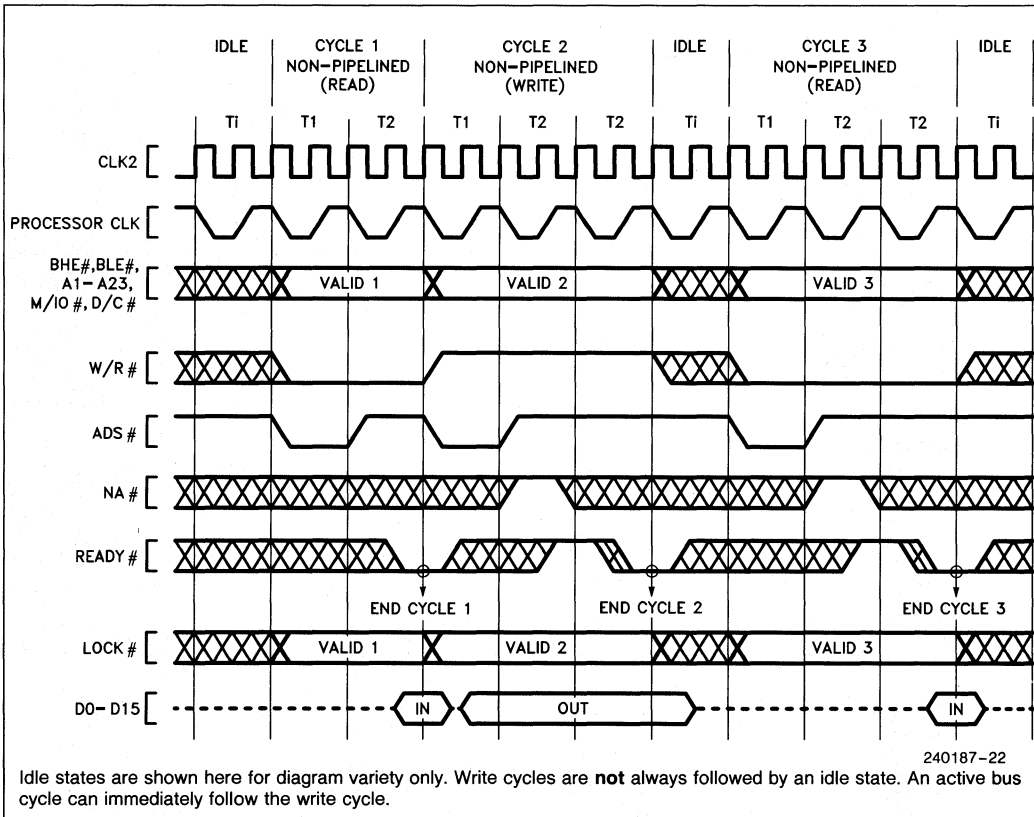 IDLE CYCLE 1 CYCLE 2 IDLE CYCLE 3 IDLE
NON-PIPELINED NON-PIPELINED NON-PIPELINED
(READ) (WRITE) (READ)
Ti T1 T2 T1 T2 T2 Ti T1 T2 T2 Ti
CLK2
PROCESSOR CLK
BHE#,BLE#,
A1-A23,
M/IO #, D/C #
VALID 1 VALID 2 VALID 3
W/R #
ADS #
NA #
READY #
END CYCLE 1 END CYCLE 2 END CYCLE 3
LOCK # VALID 1 VALID 2 VALID 3
D0-D15 IN OUT IN
240187-22
Idle states are shown here for diagram variety only. Write cycles are not always followed by an idle state. An active bus
cycle can immediately follow the write cycle.